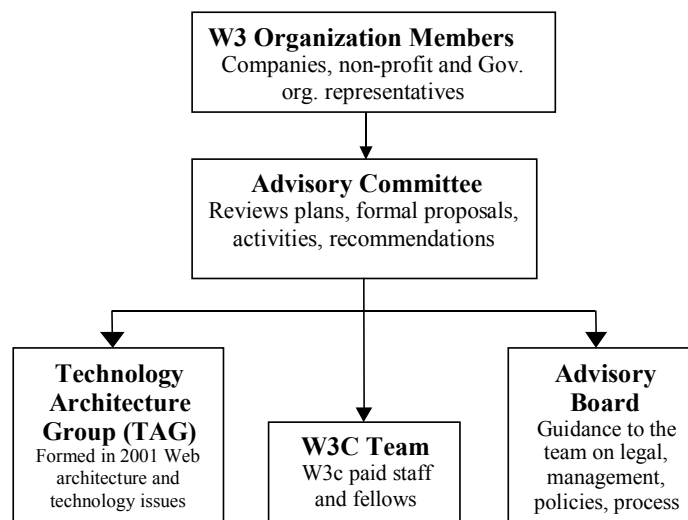 W3 Organization Members
Companies, non-profit and Gov.
org. representatives
Advisory Committee
Reviews plans, formal proposals,
activities, recommendations
Technology
Architecture
Group (TAG)
Formed in 2001 Web
architecture and
technology issues
W3C Team
W3c paid staff
and fellows
Advisory
Board
Guidance to the
team on legal,
management,
policies, process